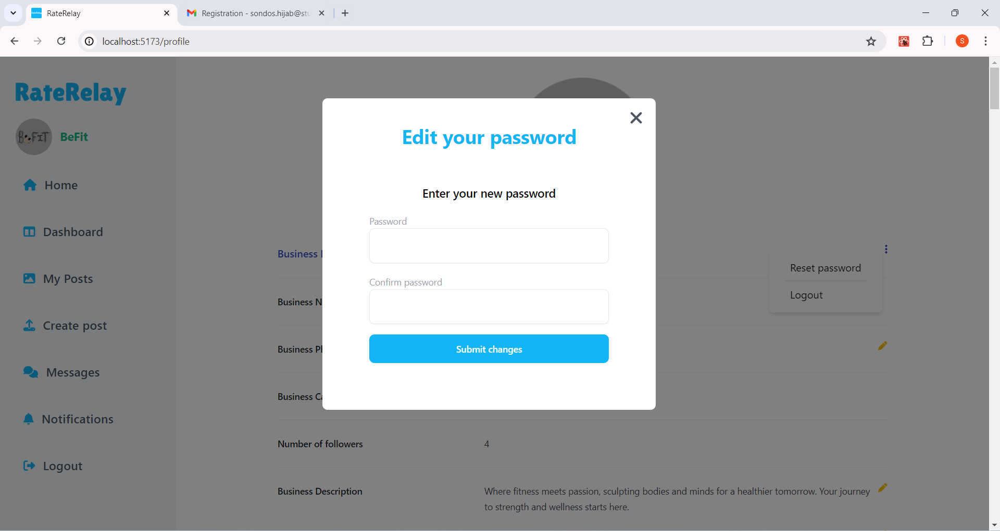 RateRelay
Registration - sondos.hijab@stu
localhost:5173/profile
S
RateRelay
BeFiT
BeFit
Home
Dashboard
My Posts
Create post
Messages
Notifications
Logout
Edit your password
Enter your new password
Password
Confirm password
Submit changes
Business
Reset password
Logout
Business N
Business Ph
Business Ca
Number of followers 4
Business Description Where fitness meets passion, sculpting bodies and minds for a healthier tomorrow. Your journey
to strength and wellness starts here.